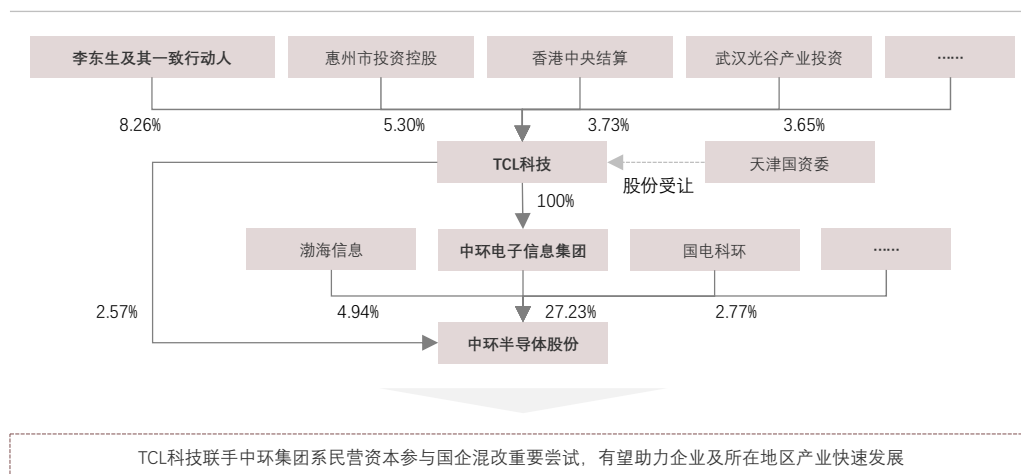 李东生及其一致行动人 惠州市投资控股 香港中央结算 武汉光谷产业投资 ……
8.26% 5.30% 3.73% 3.65%
TCL科技 天津国资委
股份受让
100%
渤海信息 中环电子信息集团 国电科环 ……
2.57% 4.94% 27.23% 2.77%
中环半导体股份
TCL科技联手中环集团系民营资本参与国企混改重要尝试，有望助力企业及所在地区产业快速发展